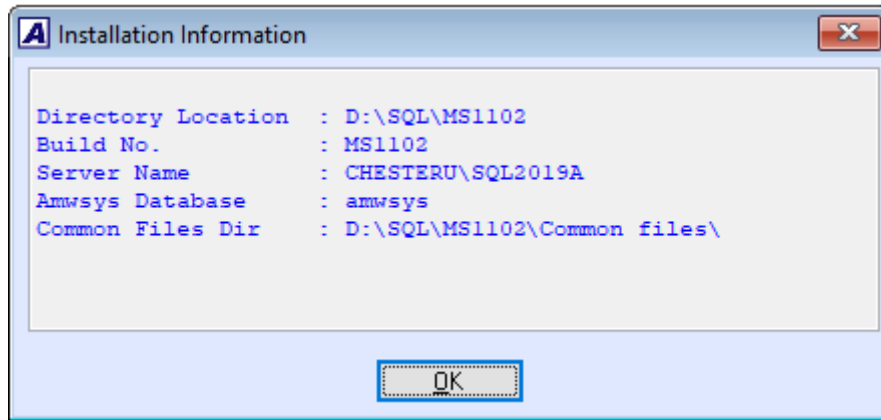 A Installation Information
Directory Location : D:\SQL\MS1102
Build No. : MS1102
Server Name : CHESTERU\SQL2019A
Amwsys Database : amwsys
Common Files Dir : D:\SQL\MS1102\Common files\
OK